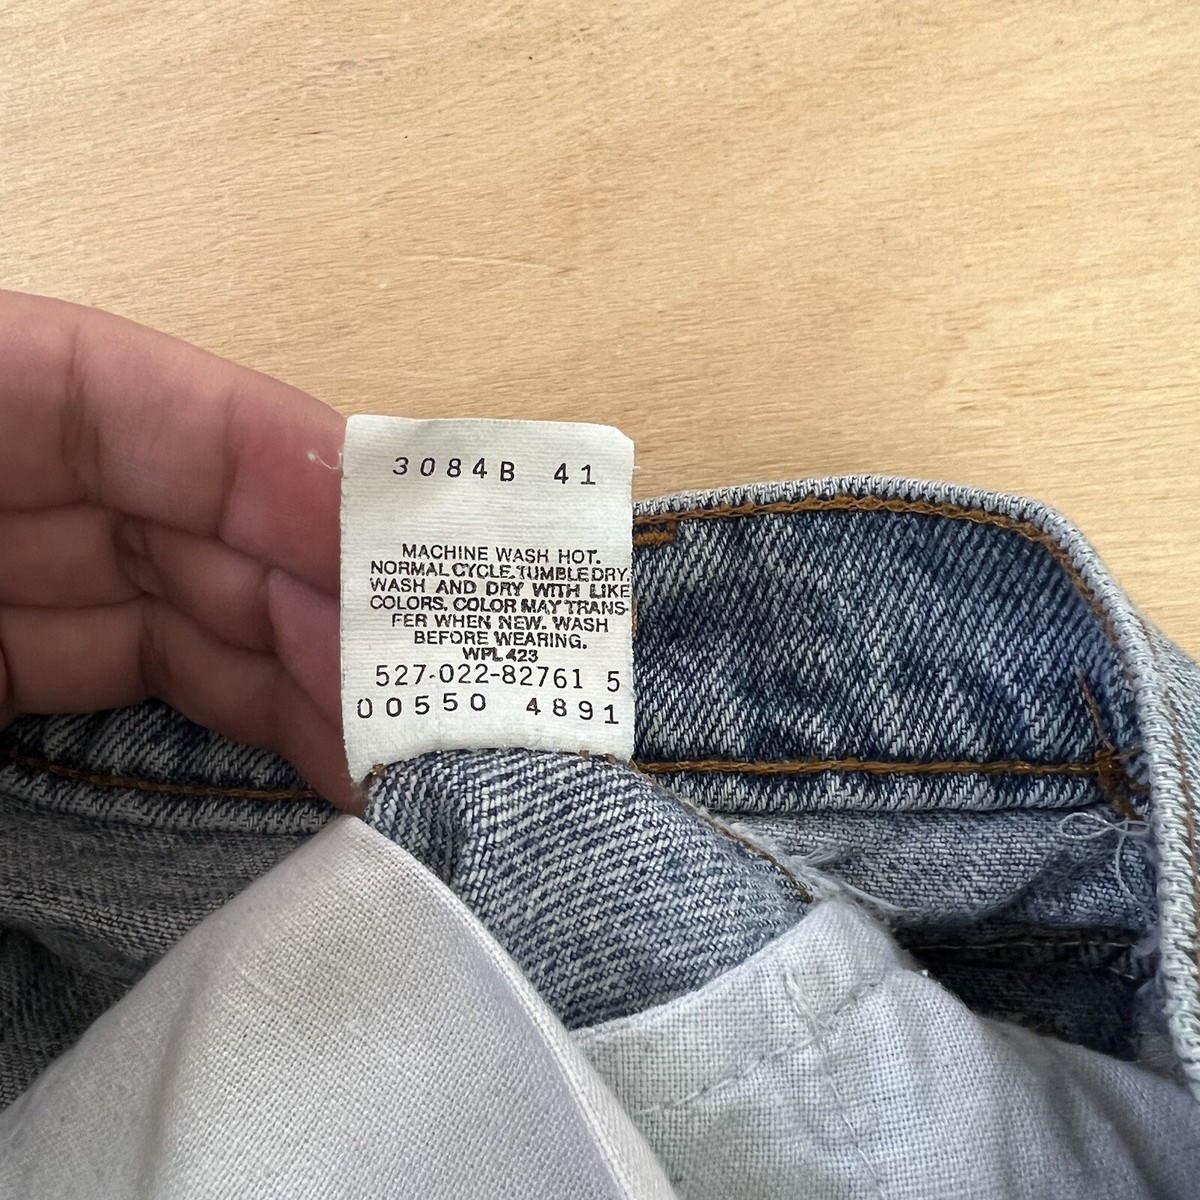 3084B 41
MACHINE WASH HOT.
NORMAL CYCLE. TUMBLE DRY.
WASH AND DRY WITH LIKE
COLORS. COLOR MAY TRANS-
FER WHEN NEW. WASH
BEFORE WEARING.
WPL 423
527-022-82761 5
00550 4891